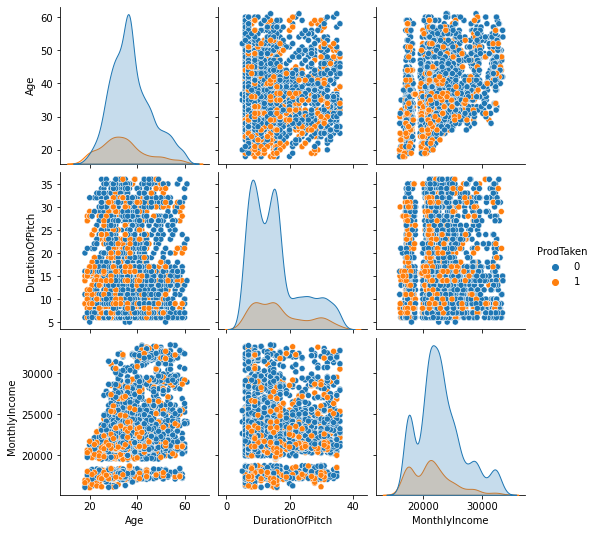 60
50
40
30
20
Age
35
30
25
20
15
10
5
DurationOfPitch
ProdTaken
0
1
30000
25000
20000
MonthlyIncome
20 40 60
0 20 40
20000 30000
Age
DurationOfPitch
MonthlyIncome